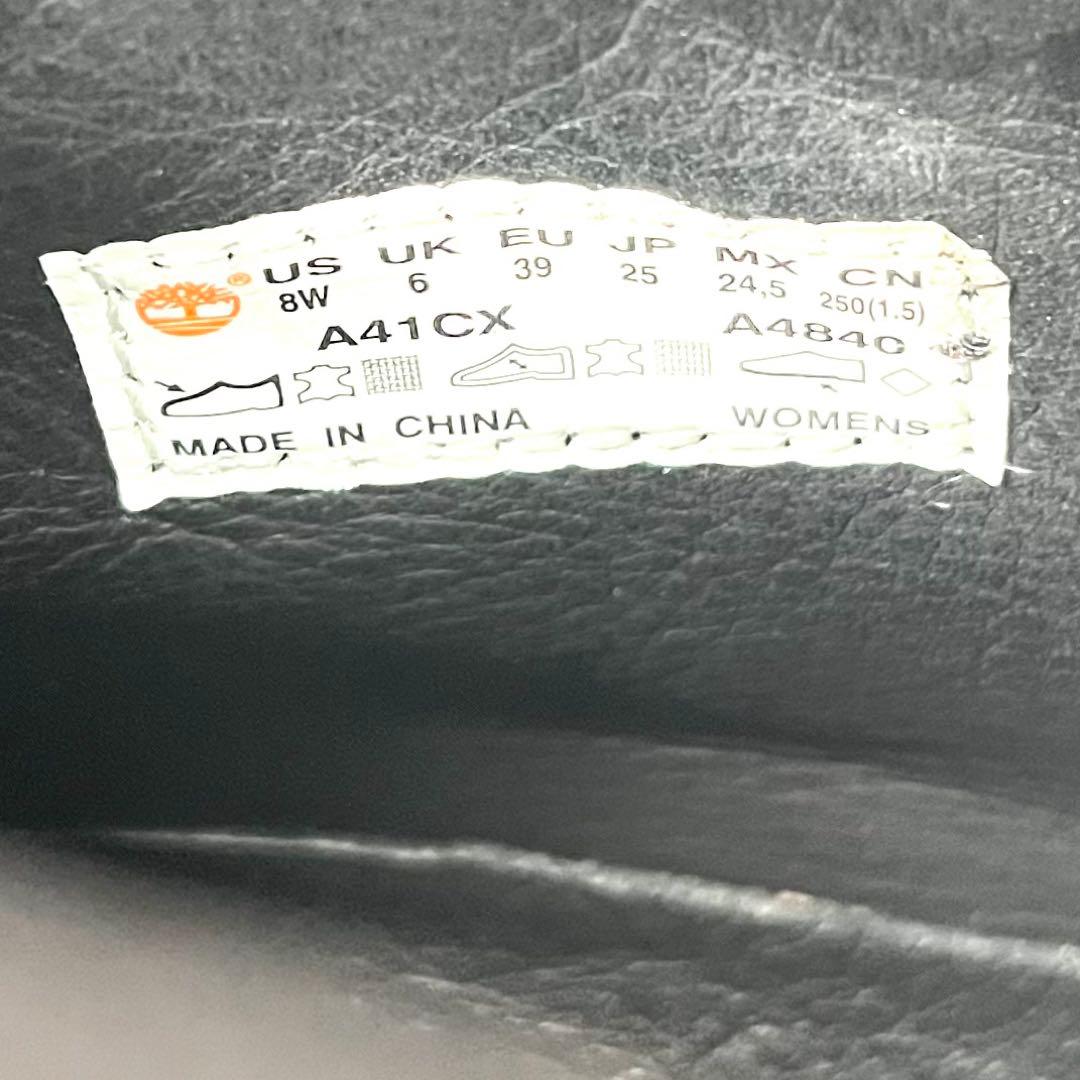 ® US UK EU JP MX CN
8W 6 39 25 24,5 250(1.5)
A41CX A484C
MADE IN CHINA WOMENS